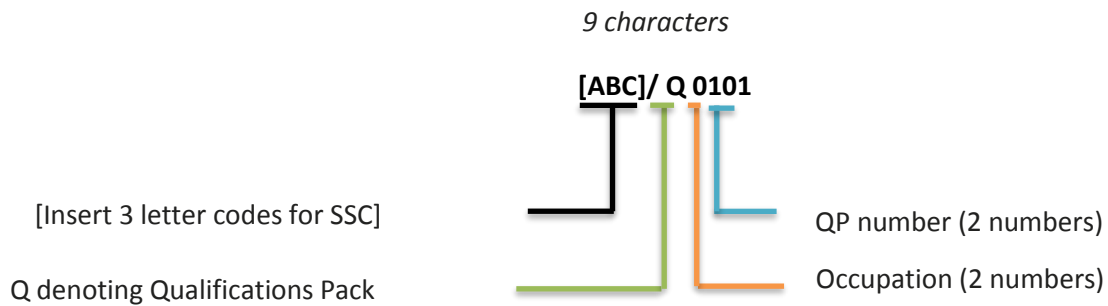 9 characters
[ABC]/ Q 0101
[Insert 3 letter codes for SSC]
QP number (2 numbers)
Q denoting Qualifications Pack
Occupation (2 numbers)